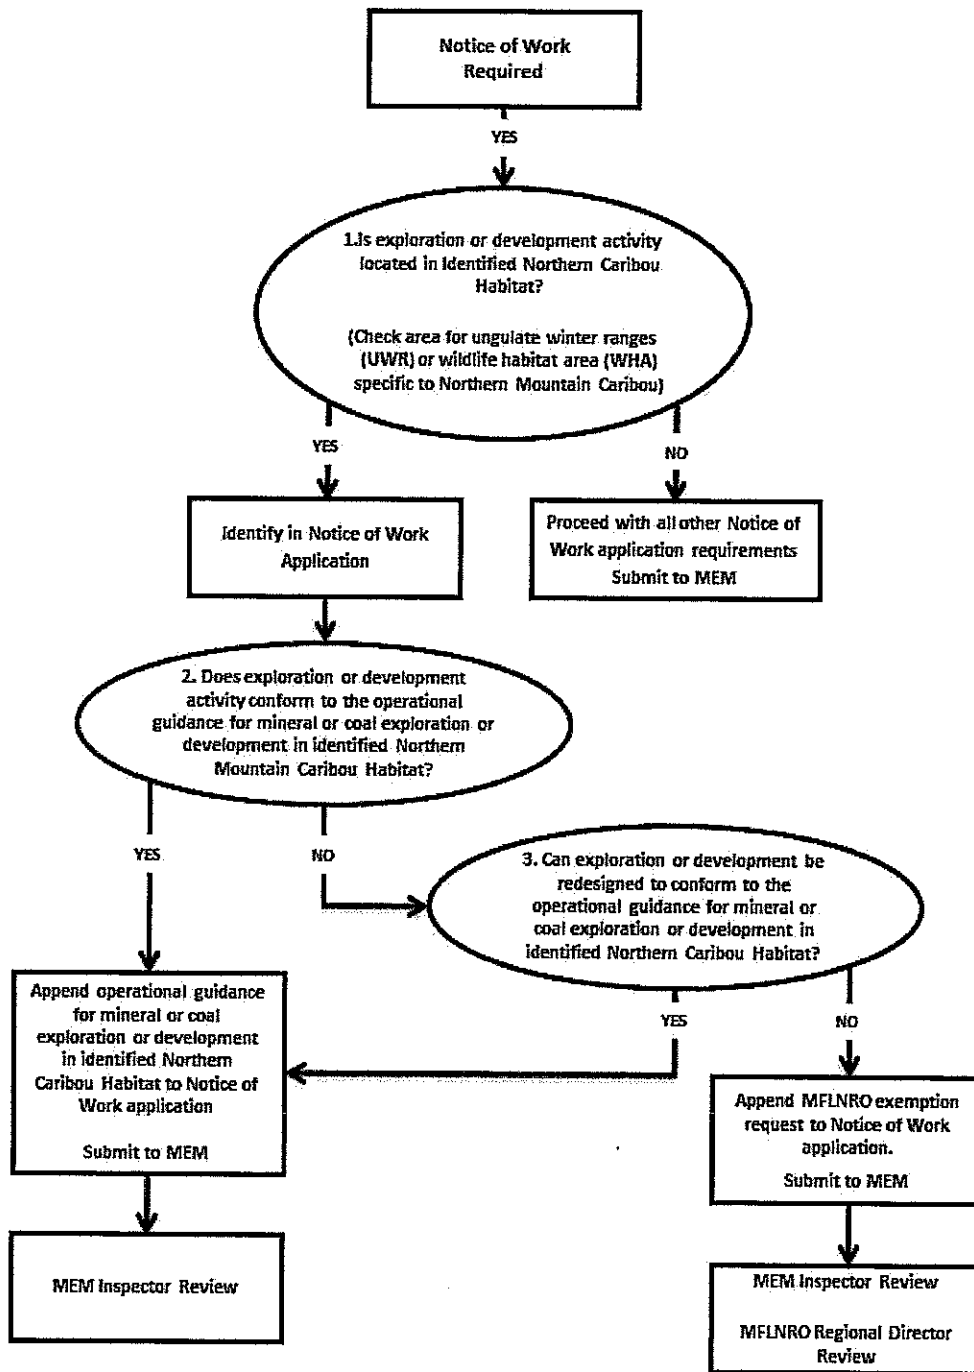 Notice of Work
Required
YES
1.Is exploration or development activity
located in Identified Northern Caribou
Habitat?
(Check area for ungulate winter ranges
(UWR) or wildlife habitat area (WHA)
specific to Northern Mountain Caribou)
YES
NO
Identify in Notice of Work
Application
Proceed with all other Notice of
Work application requirements
Submit to MEM
2. Does exploration or development
activity conform to the operational
guidance for mineral or coal exploration or
development in identified Northern
Mountain Caribou Habitat?
YES
NO
3. Can exploration or development be
redesigned to conform to the
operational guidance for mineral or
coal exploration or development in
identified Northern Caribou Habitat?
YES
NO
Append operational guidance
for mineral or coal
exploration or development
in identified Northern
Caribou Habitat to Notice of
Work application
Submit to MEM
Append MFLNRO exemption
request to Notice of Work
application.
Submit to MEM
MEM Inspector Review
MEM Inspector Review
MFLNRO Regional Director
Review